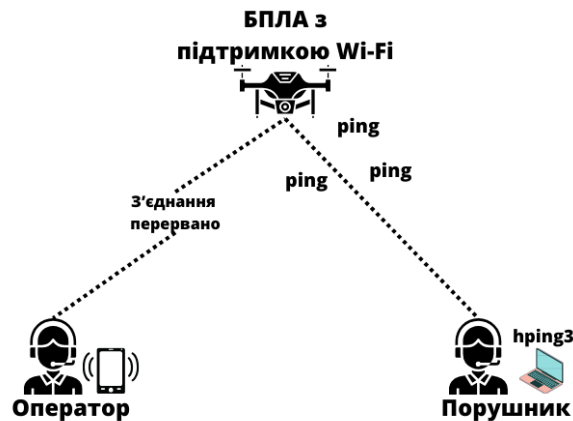 БПЛА з
підтримкою Wi-Fi
ping
ping
ping
З’єднання
перервано
hping3
Оператор
Порушник